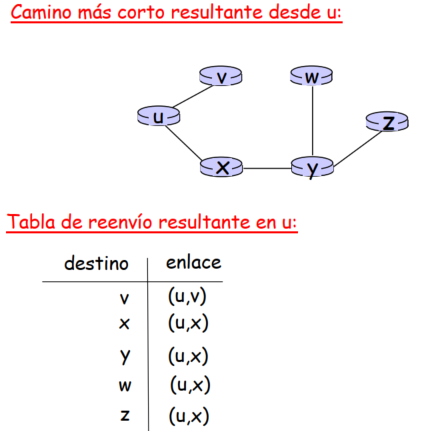 Camino más corto resultante desde u:
v w
u z
x y
Tabla de reenvío resultante en u:
destino enlace
v (u,v)
x (u,x)
y (u,x)
w (u,x)
z (u,x)